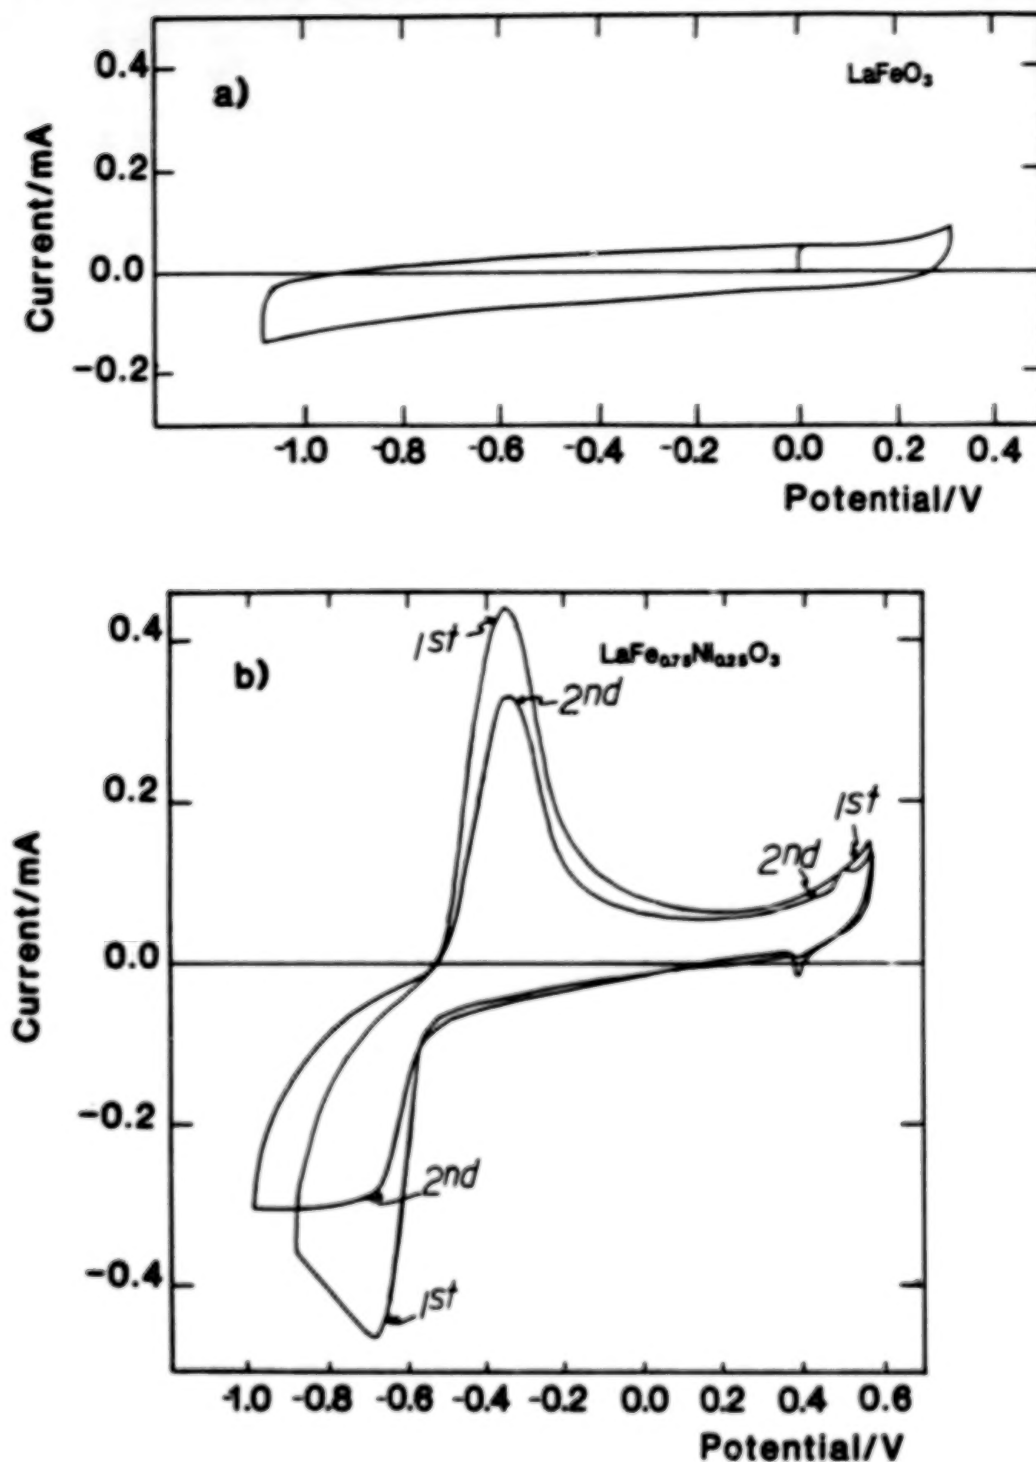 0.4
a)
LaFeO₃
0.2
0.0
-0.2
Current/mA
-1.0 -0.8 -0.6 -0.4 -0.2 0.0 0.2 0.4
Potential/V
0.4
1st
b)
LaFe₀.₇₅Ni₀.₂₅O₃
2nd
0.2
1st
2nd
0.0
Current/mA
-0.2
2nd
-0.4
1st
-1.0 -0.8 -0.6 -0.4 -0.2 0.0 0.2 0.4 0.6
Potential/V